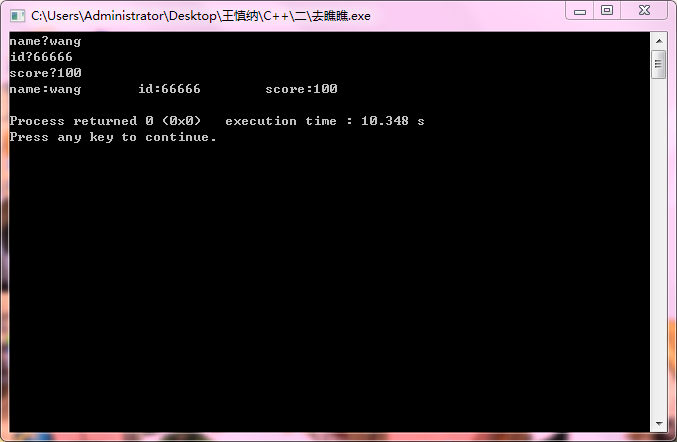 C:\Users\Administrator\Desktop\王慎纳\C++\二\去瞧瞧.exe
name?wang
id?66666
score?100
name:wang       id:66666        score:100
Process returned 0 (0x0)   execution time : 10.348 s
Press any key to continue.